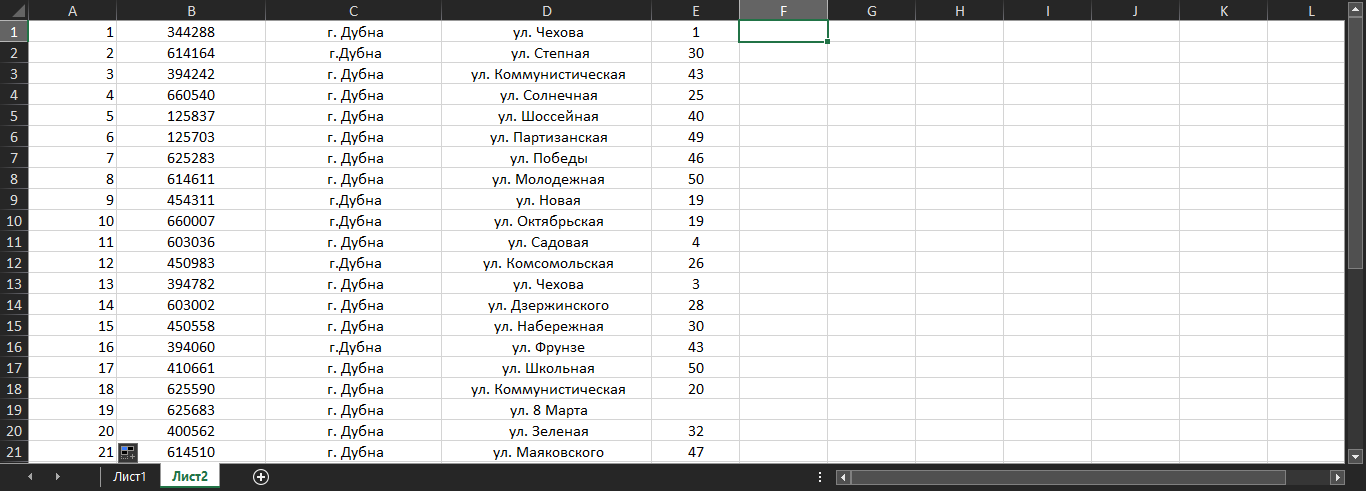 A B C D E F G H I J K L
1 1 344288 г. Дубна ул. Чехова 1
2 2 614164 г.Дубна ул. Степная 30
3 3 394242 г. Дубна ул. Коммунистическая 43
4 4 660540 г. Дубна ул. Солнечная 25
5 5 125837 г. Дубна ул. Шоссейная 40
6 6 125703 г. Дубна ул. Партизанская 49
7 7 625283 г. Дубна ул. Победы 46
8 8 614611 г. Дубна ул. Молодежная 50
9 9 454311 г.Дубна ул. Новая 19
10 10 660007 г.Дубна ул. Октябрьская 19
11 11 603036 г. Дубна ул. Садовая 4
12 12 450983 г.Дубна ул. Комсомольская 26
13 13 394782 г. Дубна ул. Чехова 3
14 14 603002 г. Дубна ул. Дзержинского 28
15 15 450558 г. Дубна ул. Набережная 30
16 16 394060 г.Дубна ул. Фрунзе 43
17 17 410661 г. Дубна ул. Школьная 50
18 18 625590 г. Дубна ул. Коммунистическая 20
19 19 625683 г. Дубна ул. 8 Марта
20 20 400562 г. Дубна ул. Зеленая 32
21 21 614510 г. Дубна ул. Маяковского 47
Лист1 Лист2